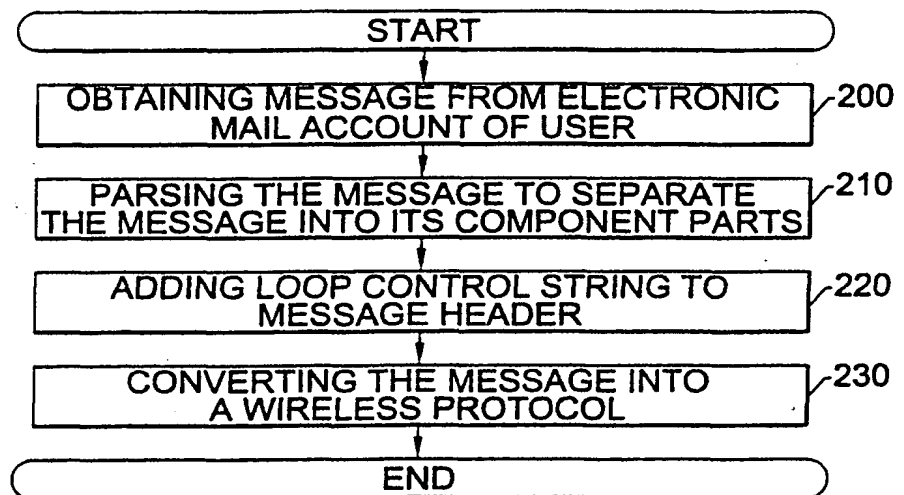 START
OBTAINING MESSAGE FROM ELECTRONIC
MAIL ACCOUNT OF USER
200
PARSING THE MESSAGE TO SEPARATE
THE MESSAGE INTO ITS COMPONENT PARTS
210
ADDING LOOP CONTROL STRING TO
MESSAGE HEADER
220
CONVERTING THE MESSAGE INTO
A WIRELESS PROTOCOL
230
END